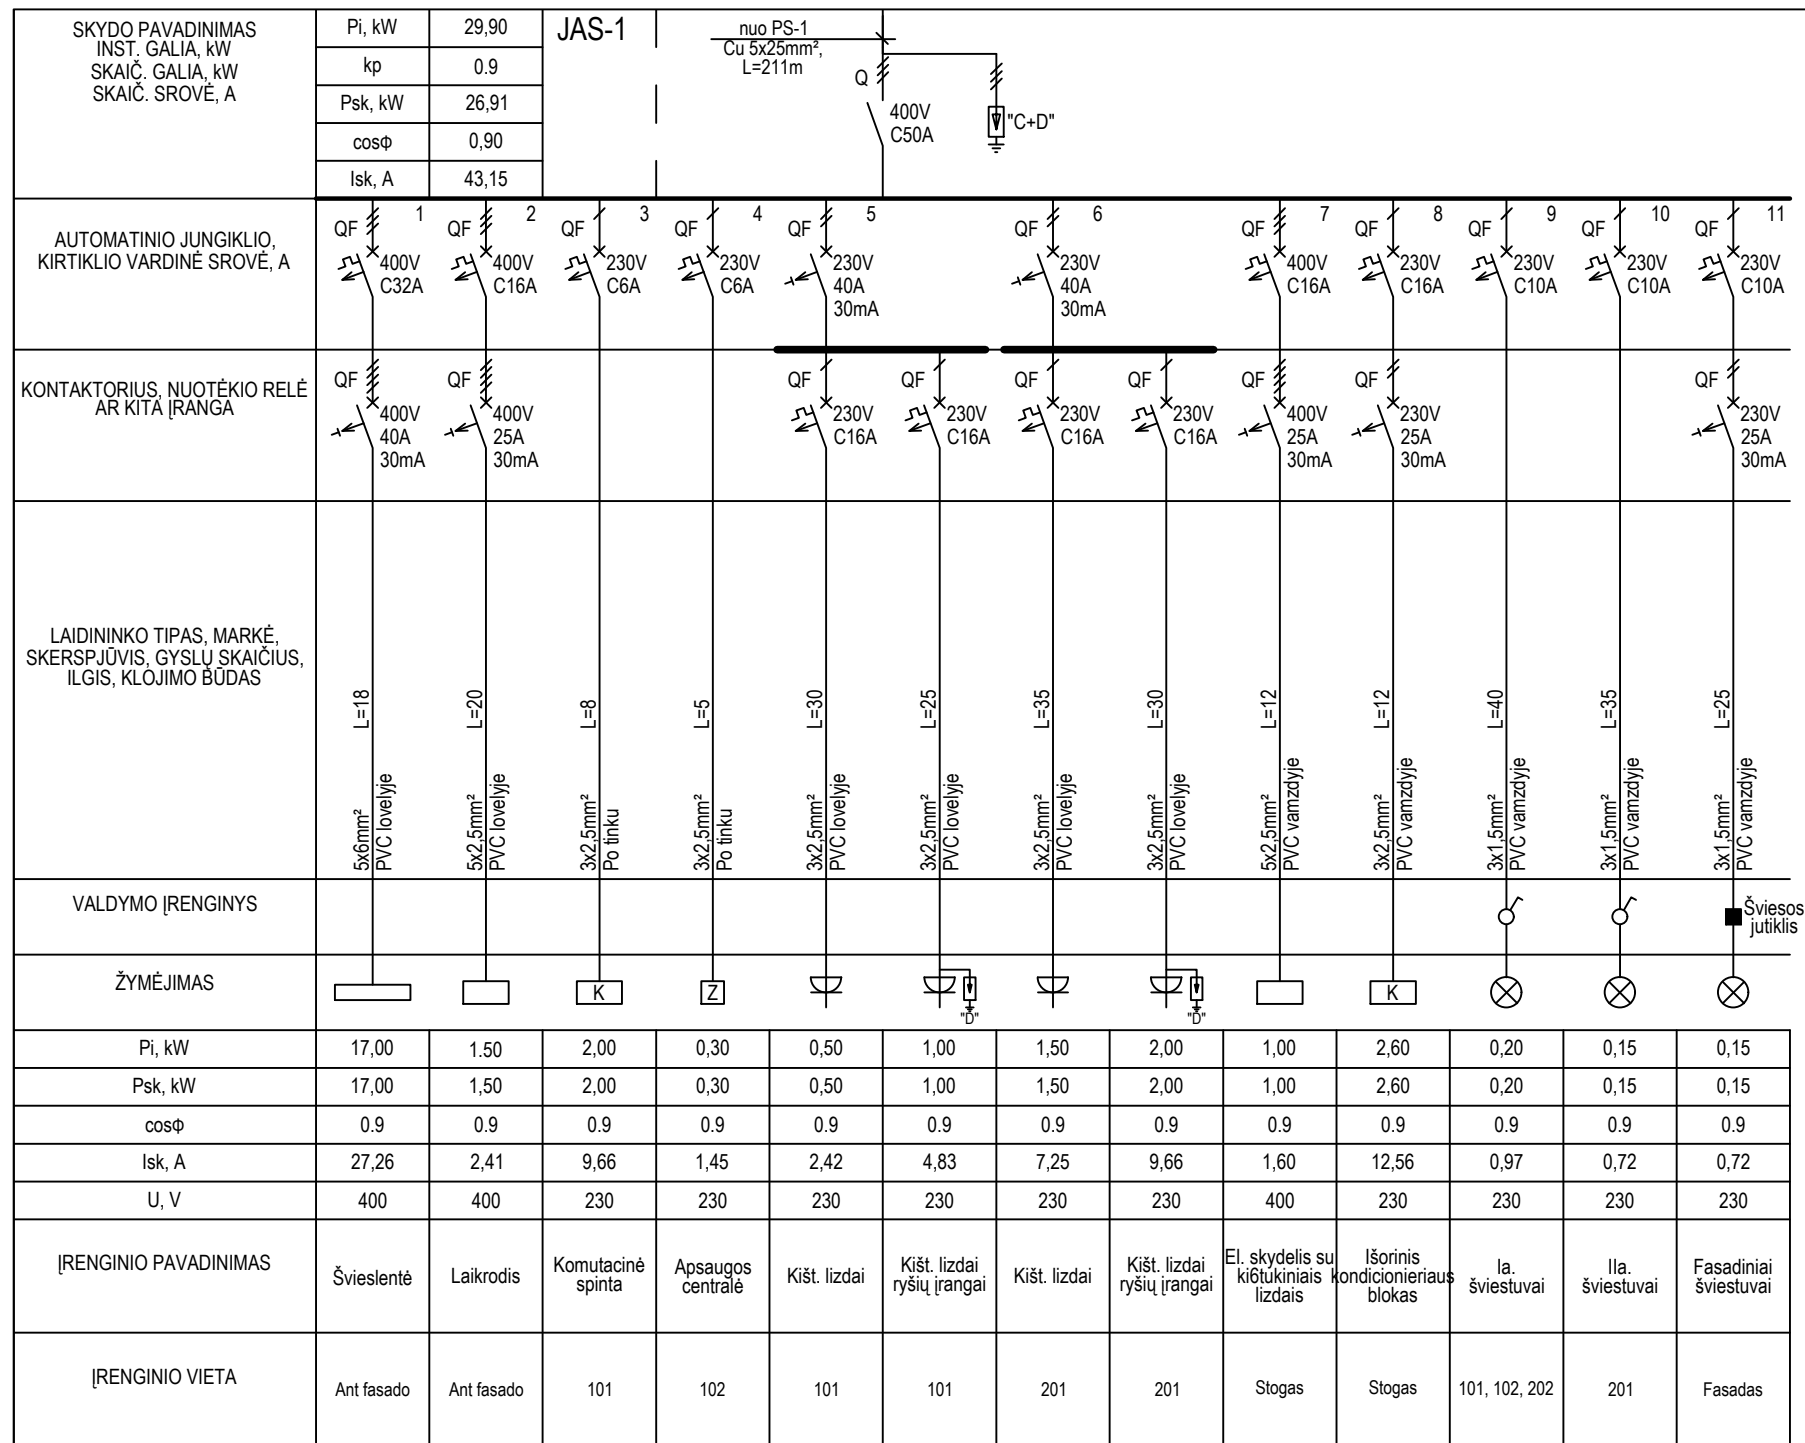 SKYDO PAVADINIMAS
INST. GALIA, kW
SKAIČ. GALIA, kW
SKAIČ. SROVĖ, A
Pi, kW 29,90
kp 0.9
Psk, kW 26,91
cosΦ 0,90
Isk, A 43,15
JAS-1
nuo PS-1
Cu 5x25mm²,
L=211m
Q
400V
C50A
"C+D"
AUTOMATINIO JUNGIKLIO,
KIRTIKLIO VARDINĖ SROVĖ, A
1 2 3 4 5 6 7 8 9 10 11
QF QF QF QF QF QF QF QF QF QF QF
400V 400V 230V 230V 230V 230V 400V 230V 230V 230V 230V
C32A C16A C6A C6A 40A 40A C16A C16A C10A C10A C10A
30mA 30mA
KONTAKTORIUS, NUOTĖKIO RELĖ
AR KITA ĮRANGA
QF QF QF QF QF QF QF QF QF
400V 400V 230V 230V 230V 230V 400V 230V 230V
40A 25A C16A C16A C16A C16A 25A 25A 25A
30mA 30mA 30mA 30mA 30mA
LAIDININKO TIPAS, MARKĖ,
SKERSPJŪVIS, GYSLŲ SKAIČIUS,
ILGIS, KLOJIMO BŪDAS
L=18 L=20 L=8 L=5 L=30 L=25 L=35 L=30 L=12 L=12 L=40 L=35 L=25
5x6mm² 5x2,5mm² 3x2,5mm² 3x2,5mm² 3x2,5mm² 3x2,5mm² 3x2,5mm² 3x2,5mm² 5x2,5mm² 3x2,5mm² 3x1,5mm² 3x1,5mm² 3x1,5mm²
PVC lovelyje PVC lovelyje Po tinku Po tinku PVC lovelyje PVC lovelyje PVC lovelyje PVC lovelyje PVC vamzdyje PVC vamzdyje PVC vamzdyje PVC vamzdyje PVC vamzdyje
VALDYMO ĮRENGINYS
Šviesos
jutiklis
ŽYMĖJIMAS
K Z K
"D" "D"
Pi, kW 17,00 1.50 2,00 0,30 0,50 1,00 1,50 2,00 1,00 2,60 0,20 0,15 0,15
Psk, kW 17,00 1,50 2,00 0,30 0,50 1,00 1,50 2,00 1,00 2,60 0,20 0,15 0,15
cosΦ 0.9 0.9 0.9 0.9 0.9 0.9 0.9 0.9 0.9 0.9 0.9 0.9 0.9
Isk, A 27,26 2,41 9,66 1,45 2,42 4,83 7,25 9,66 1,60 12,56 0,97 0,72 0,72
U, V 400 400 230 230 230 230 230 230 400 230 230 230 230
ĮRENGINIO PAVADINIMAS
Švieslentė
Laikrodis
Komutacinė
spinta
Apsaugos
centralė
Kišt. lizdai
Kišt. lizdai
ryšių įrangai
Kišt. lizdai
Kišt. lizdai
ryšių įrangai
El. skydelis su
ki6tukiniais
lizdais
Išorinis
kondicionieriaus
blokas
Ia.
šviestuvai
IIa.
šviestuvai
Fasadiniai
šviestuvai
ĮRENGINIO VIETA
Ant fasado Ant fasado 101 102 101 101 201 201 Stogas Stogas 101, 102, 202 201 Fasadas